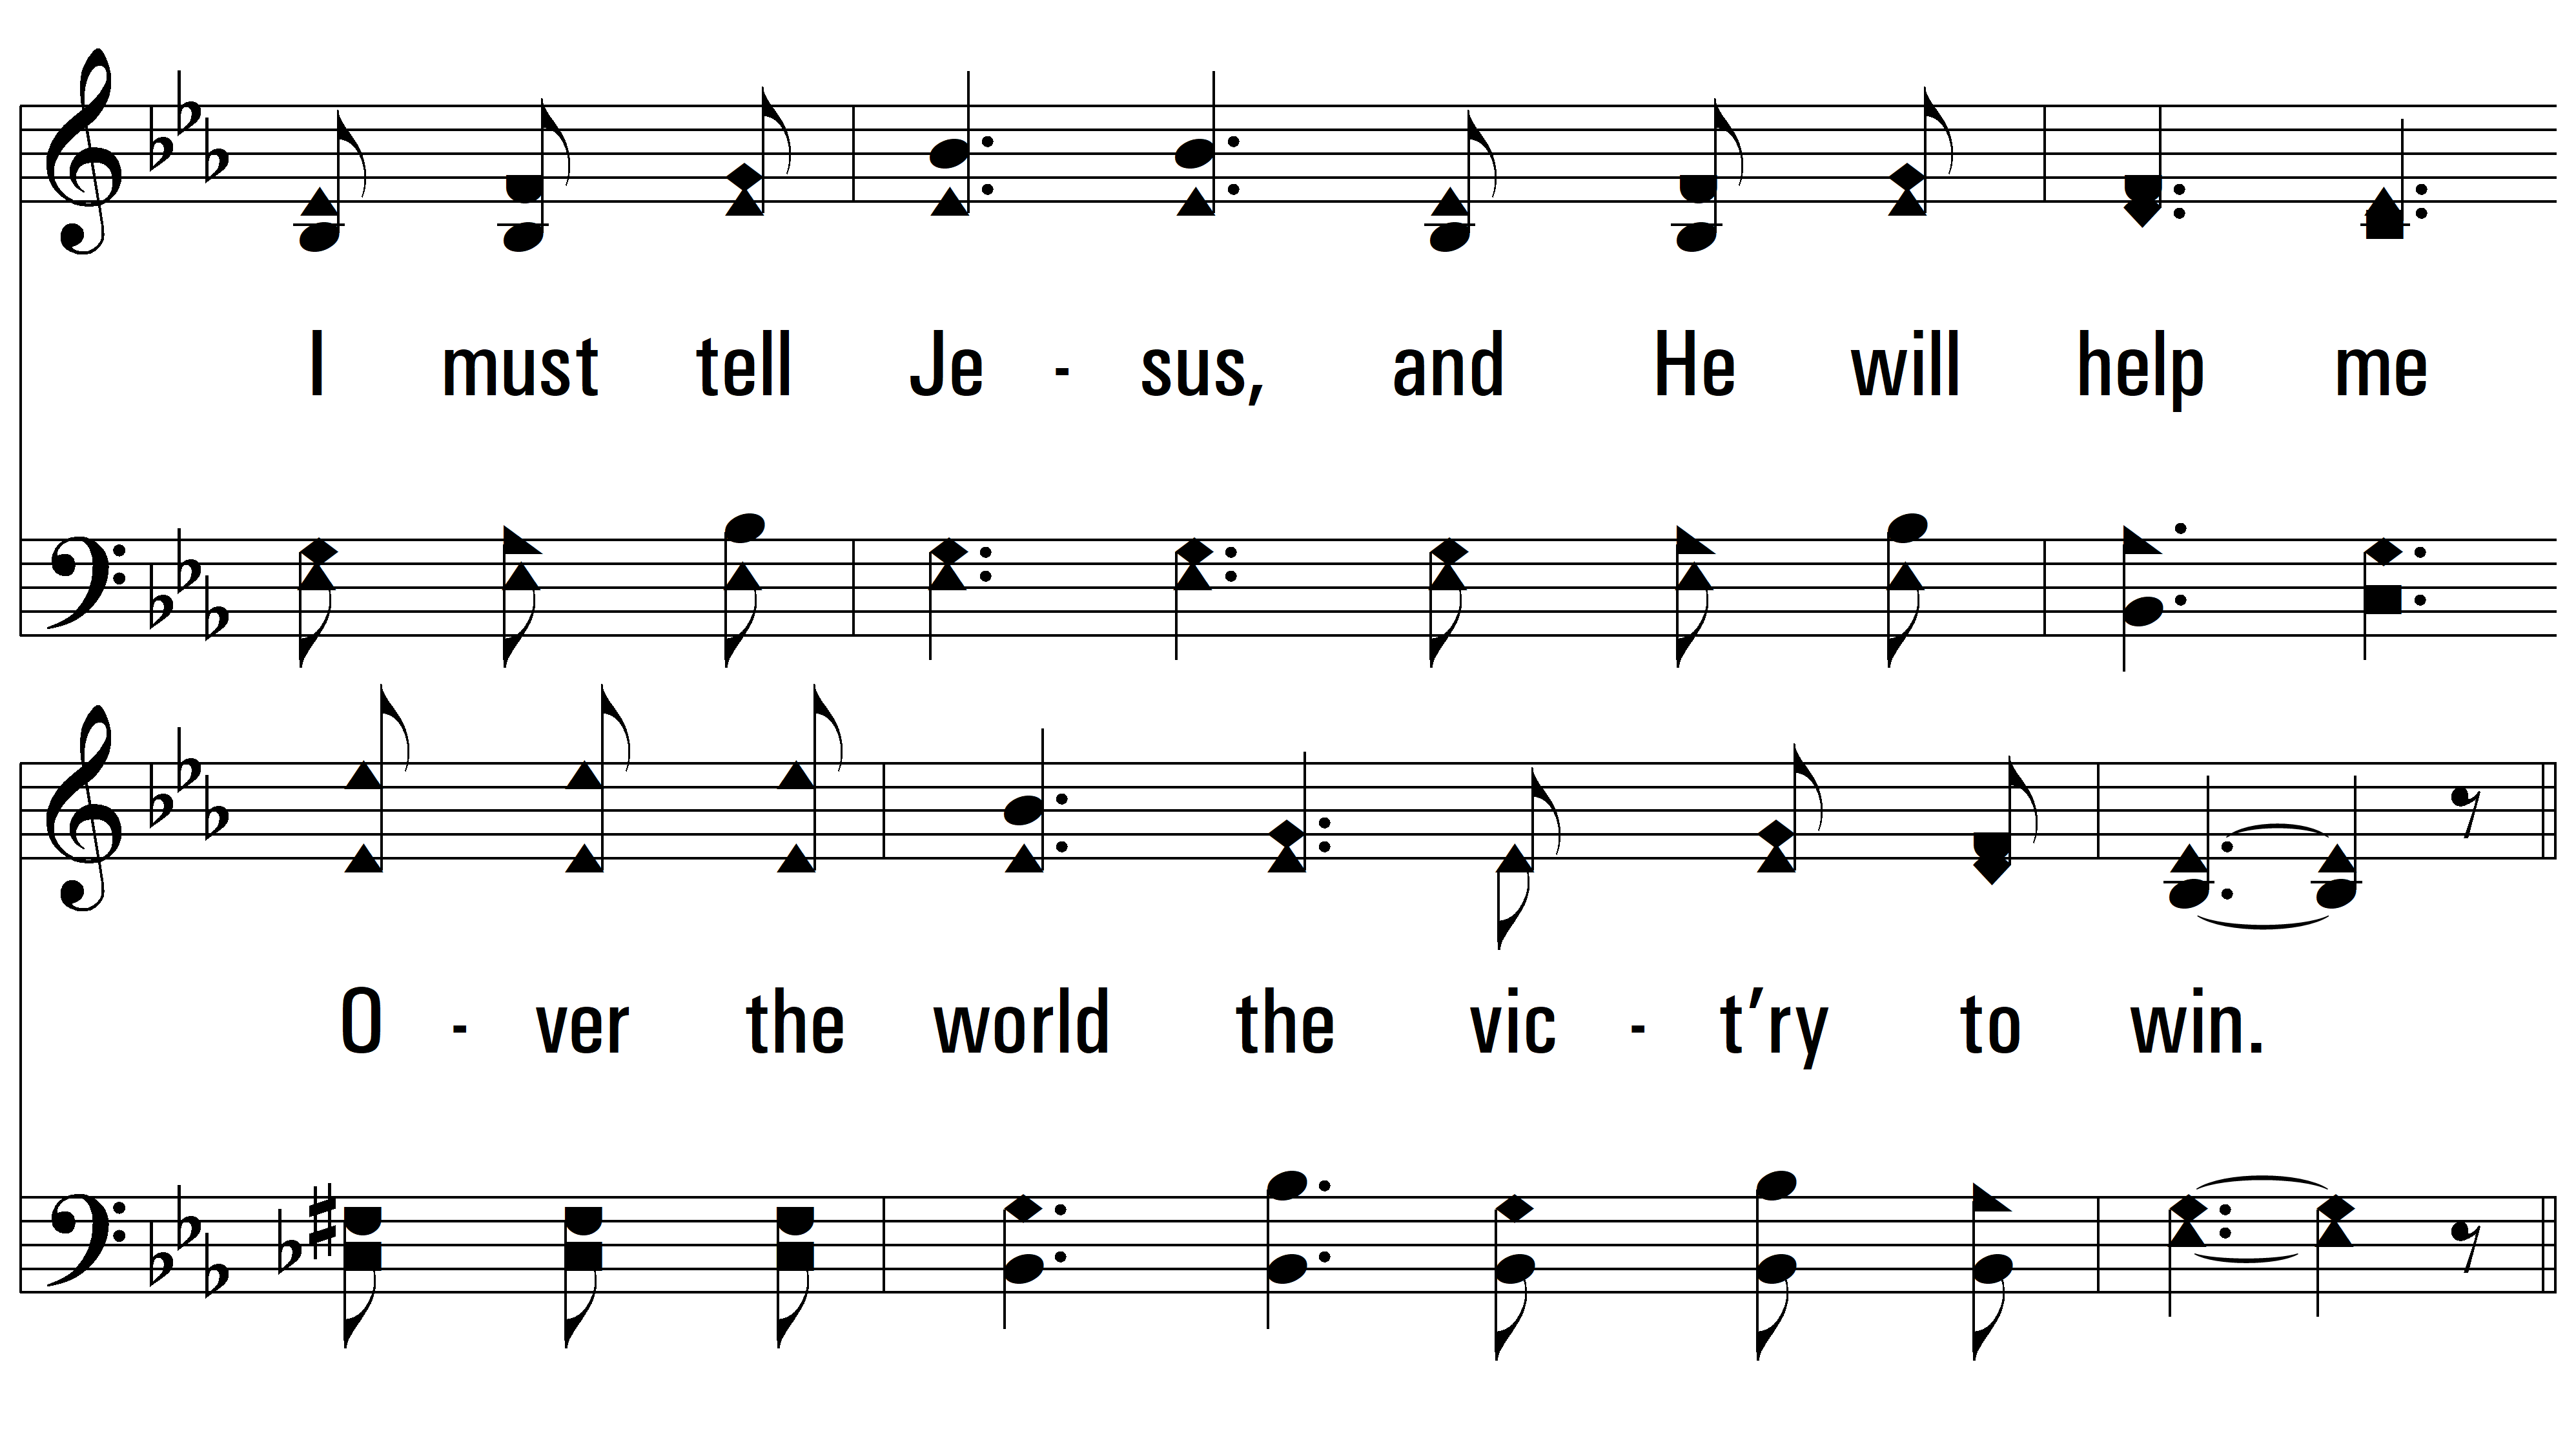 I must tell Je - sus, and He will help me
O - ver the world the vic - t’ry to win.